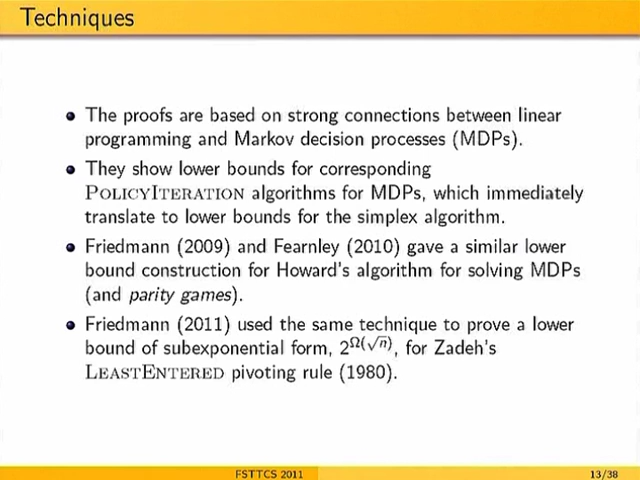 Techniques
The proofs are based on strong connections between linear
programming and Markov decision processes (MDPs).
They show lower bounds for corresponding
POLICYITERATION algorithms for MDPs, which immediately
translate to lower bounds for the simplex algorithm.
Friedmann (2009) and Fearnley (2010) gave a similar lower
bound construction for Howard's algorithm for solving MDPs
(and parity games).
Friedmann (2011) used the same technique to prove a lower
bound of subexponential form, 2^Ω(√n), for Zadeh's
LEASTENTERED pivoting rule (1980).
FSTTCS 2011 13/38